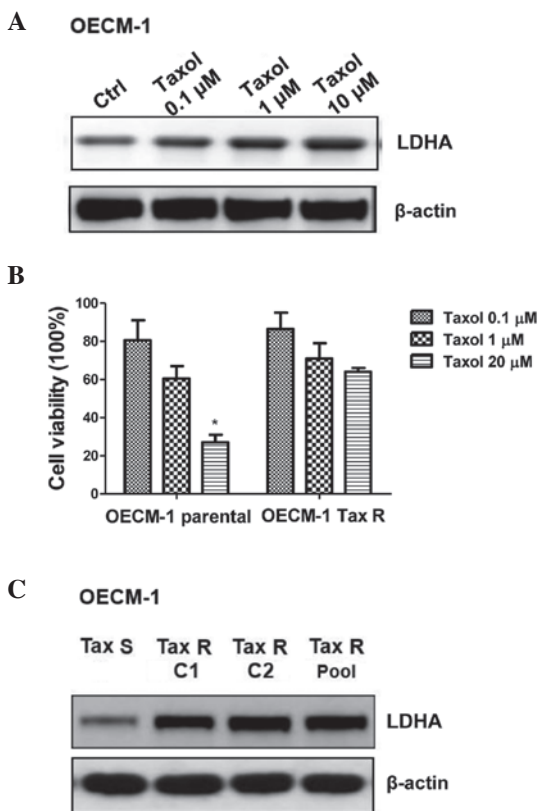 A
OECM-1
Ctrl
Taxol 0.1 µM
Taxol 1 µM
Taxol 10 µM
LDHA
β-actin
B
Cell viability (100%)
100
80
60
40
20
0
*
Taxol 0.1 µM
Taxol 1 µM
Taxol 20 µM
OECM-1 parental OECM-1 Tax R
C
OECM-1
Tax S Tax R Tax R Tax R
C1 C2 Pool
LDHA
β-actin